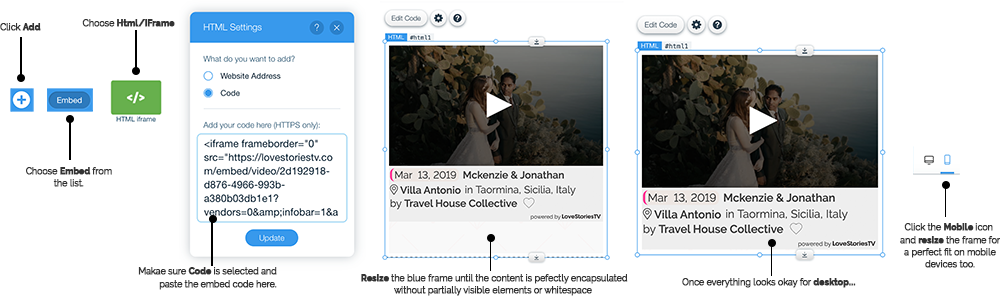 Click Add
Embed
Choose Embed from
the list.
Choose Html/IFrame
</>
HTML iframe
HTML Settings
?
×
What do you want to add?
Website Address
Code
Add your code here (HTTPS only):
<iframe frameborder="0"
src="https://lovestoriestv.co
m/embed/video/2d192918-
d876-4966-993b-
a380b03db1e1?
vendors=0&amp;infobar=1&a
Update
Makae sure Code is selected and
paste the embed code here.
Edit Code
?
HTML #html1
Mar 13, 2019 Mckenzie & Jonathan
Villa Antonio in Taormina, Sicilia, Italy
by Travel House Collective
powered by LoveStoriesTV
Resize the blue frame until the content is pefectly encapsulated
without partially visible elements or whitespace
Edit Code
?
HTML #html1
Mar 13, 2019 Mckenzie & Jonathan
Villa Antonio in Taormina, Sicilia, Italy
by Travel House Collective
powered by LoveStoriesTV
Once everything looks okay for desktop...
Click the Mobile icon
and resize the frame for
a perfect fit on mobile
devices too.